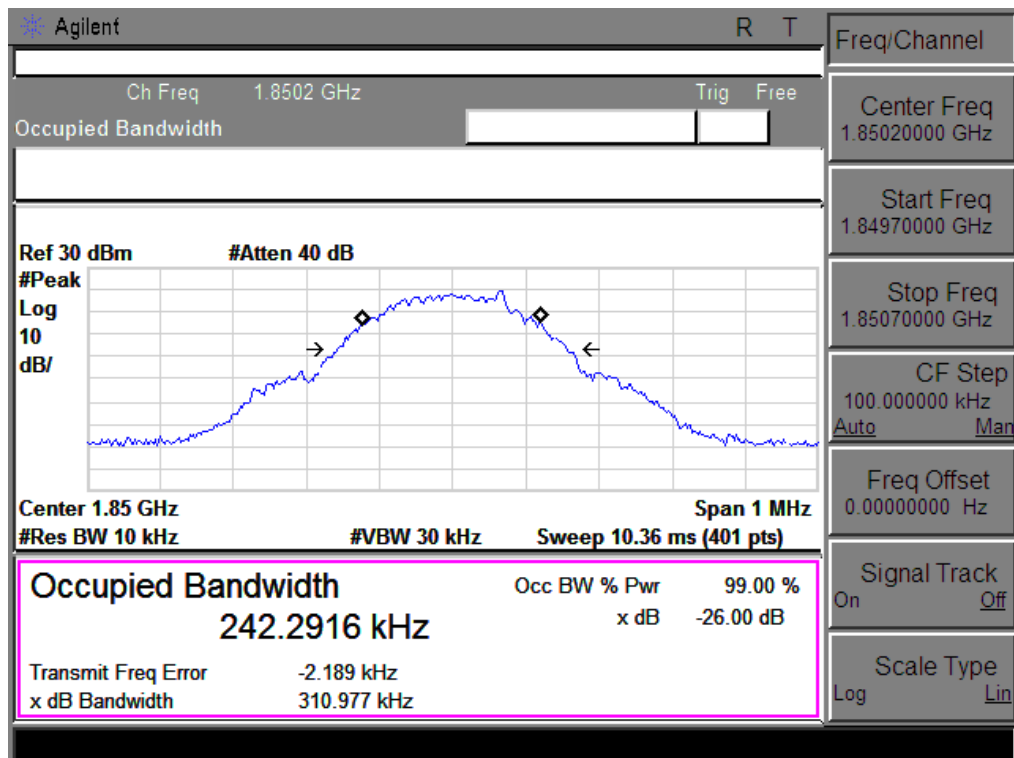 Agilent R T
Freq/Channel
Ch Freq 1.8502 GHz Trig Free
Occupied Bandwidth
Center Freq
1.85020000 GHz
Start Freq
1.84970000 GHz
Stop Freq
1.85070000 GHz
CF Step
100.000000 kHz
Auto Man
Freq Offset
0.00000000 Hz
Signal Track
On Off
Scale Type
Log Lin
Ref 30 dBm #Atten 40 dB
#Peak
Log
10
dB/
Center 1.85 GHz Span 1 MHz
#Res BW 10 kHz #VBW 30 kHz Sweep 10.36 ms (401 pts)
Occupied Bandwidth Occ BW % Pwr 99.00 %
242.2916 kHz x dB -26.00 dB
Transmit Freq Error -2.189 kHz
x dB Bandwidth 310.977 kHz